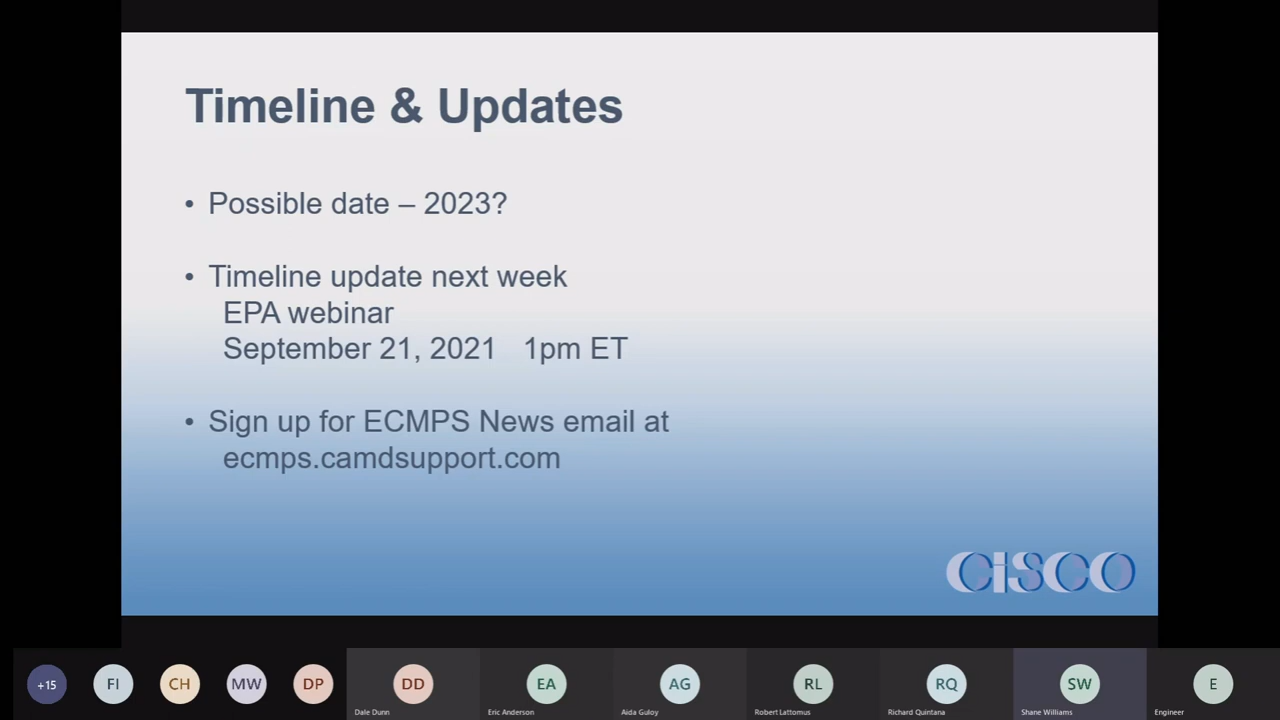 Timeline & Updates
• Possible date – 2023?
• Timeline update next week
EPA webinar
September 21, 2021 1pm ET
• Sign up for ECMPS News email at
ecmps.camdsupport.com
CiSCO
+15
FI
CH
MW
DP
DD
EA
AG
RL
RQ
SW
E
Dale Dunn
Eric Anderson
Aida Guloy
Robert Lattomus
Richard Quintana
Shane Williams
Engineer